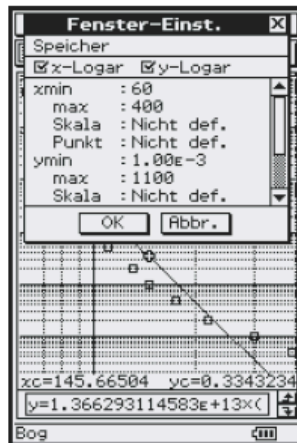 Fenster-Einst.
Speicher
x-Logar y-Logar
xmin :60
max :400
Skala :Nicht def.
Punkt :Nicht def.
ymin :1.00E-3
max :1100
Skala :Nicht def.
OK Abbr.
xc=145.66504 yc=0.3343234
y=1.366293114583E+13×(
Bog